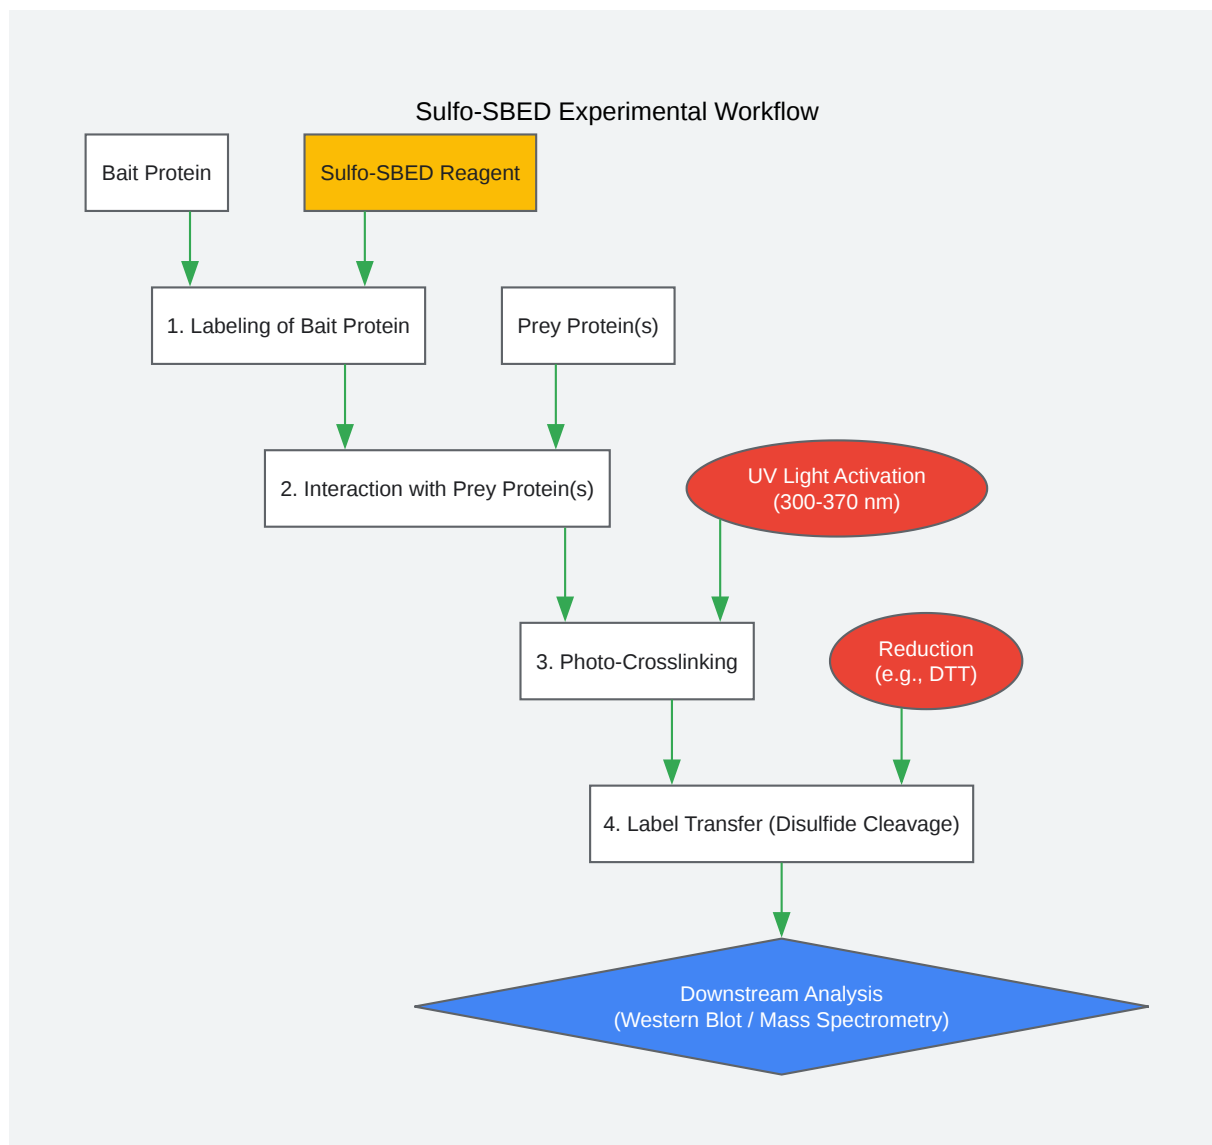 Sulfo-SBED Experimental Workflow
Bait Protein
Sulfo-SBED Reagent
1. Labeling of Bait Protein
Prey Protein(s)
2. Interaction with Prey Protein(s)
UV Light Activation
(300-370 nm)
3. Photo-Crosslinking
Reduction
(e.g., DTT)
4. Label Transfer (Disulfide Cleavage)
Downstream Analysis
(Western Blot / Mass Spectrometry)